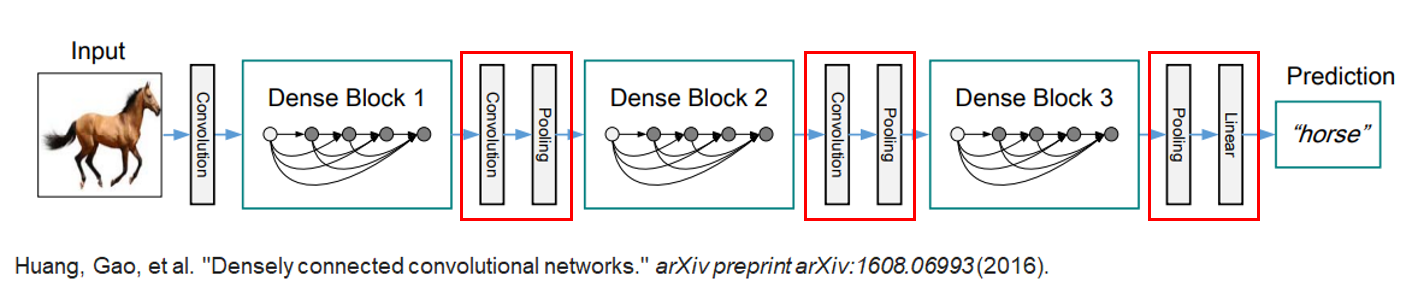 Input
Convolution
Dense Block 1
Convolution
Pooling
Dense Block 2
Convolution
Pooling
Dense Block 3
Pooling
Linear
Prediction
“horse”
Huang, Gao, et al. "Densely connected convolutional networks." arXiv preprint arXiv:1608.06993 (2016).